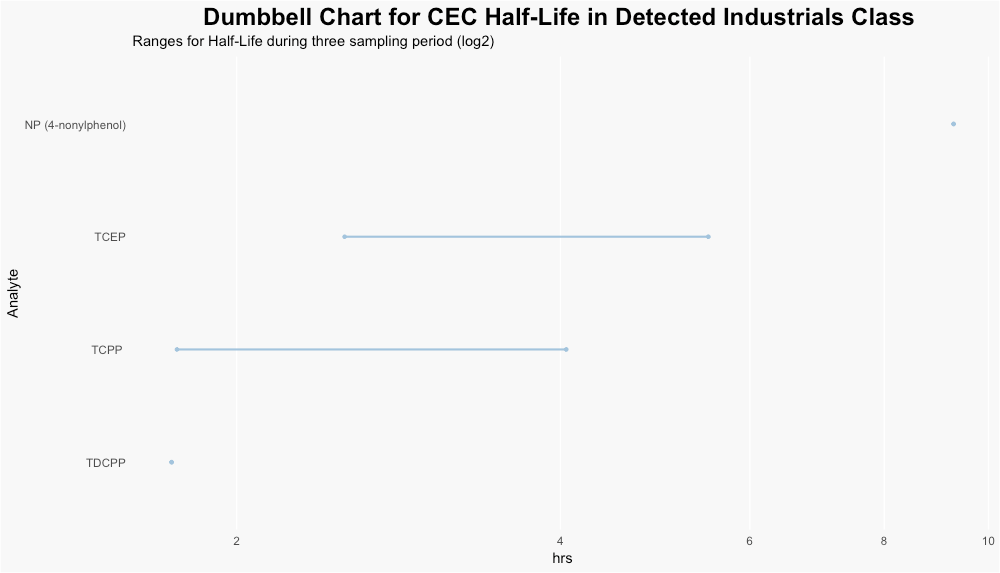 Dumbbell Chart for CEC Half-Life in Detected Industrials Class
Ranges for Half-Life during three sampling period (log2)
NP (4-nonylphenol)
TCEP
Analyte
TCPP
TDCPP
2 4 6 8 10
hrs